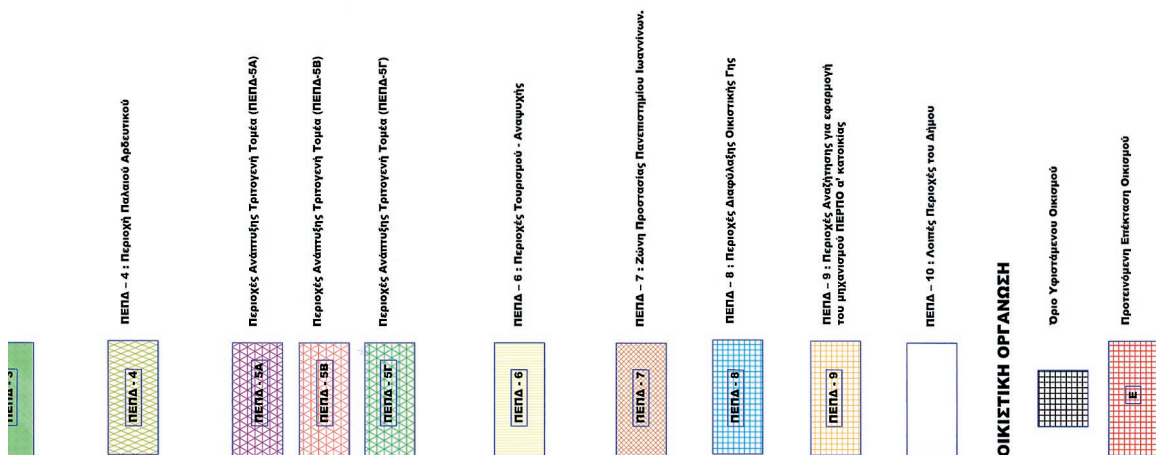 ΠΕΠΔ - 3
ΠΕΠΔ - 4
ΠΕΠΔ – 4 : Περιοχή Παλαιού Αρδευτικού
ΠΕΠΔ - 5Α
Περιοχές Ανάπτυξης Τριτογενή Τομέα (ΠΕΠΔ-5Α)
ΠΕΠΔ - 5Β
Περιοχές Ανάπτυξης Τριτογενή Τομέα (ΠΕΠΔ-5Β)
ΠΕΠΔ - 5Γ
Περιοχές Ανάπτυξης Τριτογενή Τομέα (ΠΕΠΔ-5Γ)
ΠΕΠΔ - 6
ΠΕΠΔ – 6 : Περιοχές Τουρισμού - Αναψυχής
ΠΕΠΔ - 7
ΠΕΠΔ – 7 : Ζώνη Προστασίας Πανεπιστημίου Ιωαννίνων.
ΠΕΠΔ - 8
ΠΕΠΔ – 8 : Περιοχές Διαφύλαξης Οικιστικής Γης
ΠΕΠΔ - 9
ΠΕΠΔ – 9 : Περιοχές Αναζήτησης για εφαρμογή
του μηχανισμού ΠΕΡΠΟ α' κατοικίας
ΠΕΠΔ – 10 : Λοιπές Περιοχές του Δήμου
ΟΙΚΙΣΤΙΚΗ ΟΡΓΑΝΩΣΗ
Όριο Υφιστάμενου Οικισμού
Ε
Προτεινόμενη Επέκταση Οικισμού